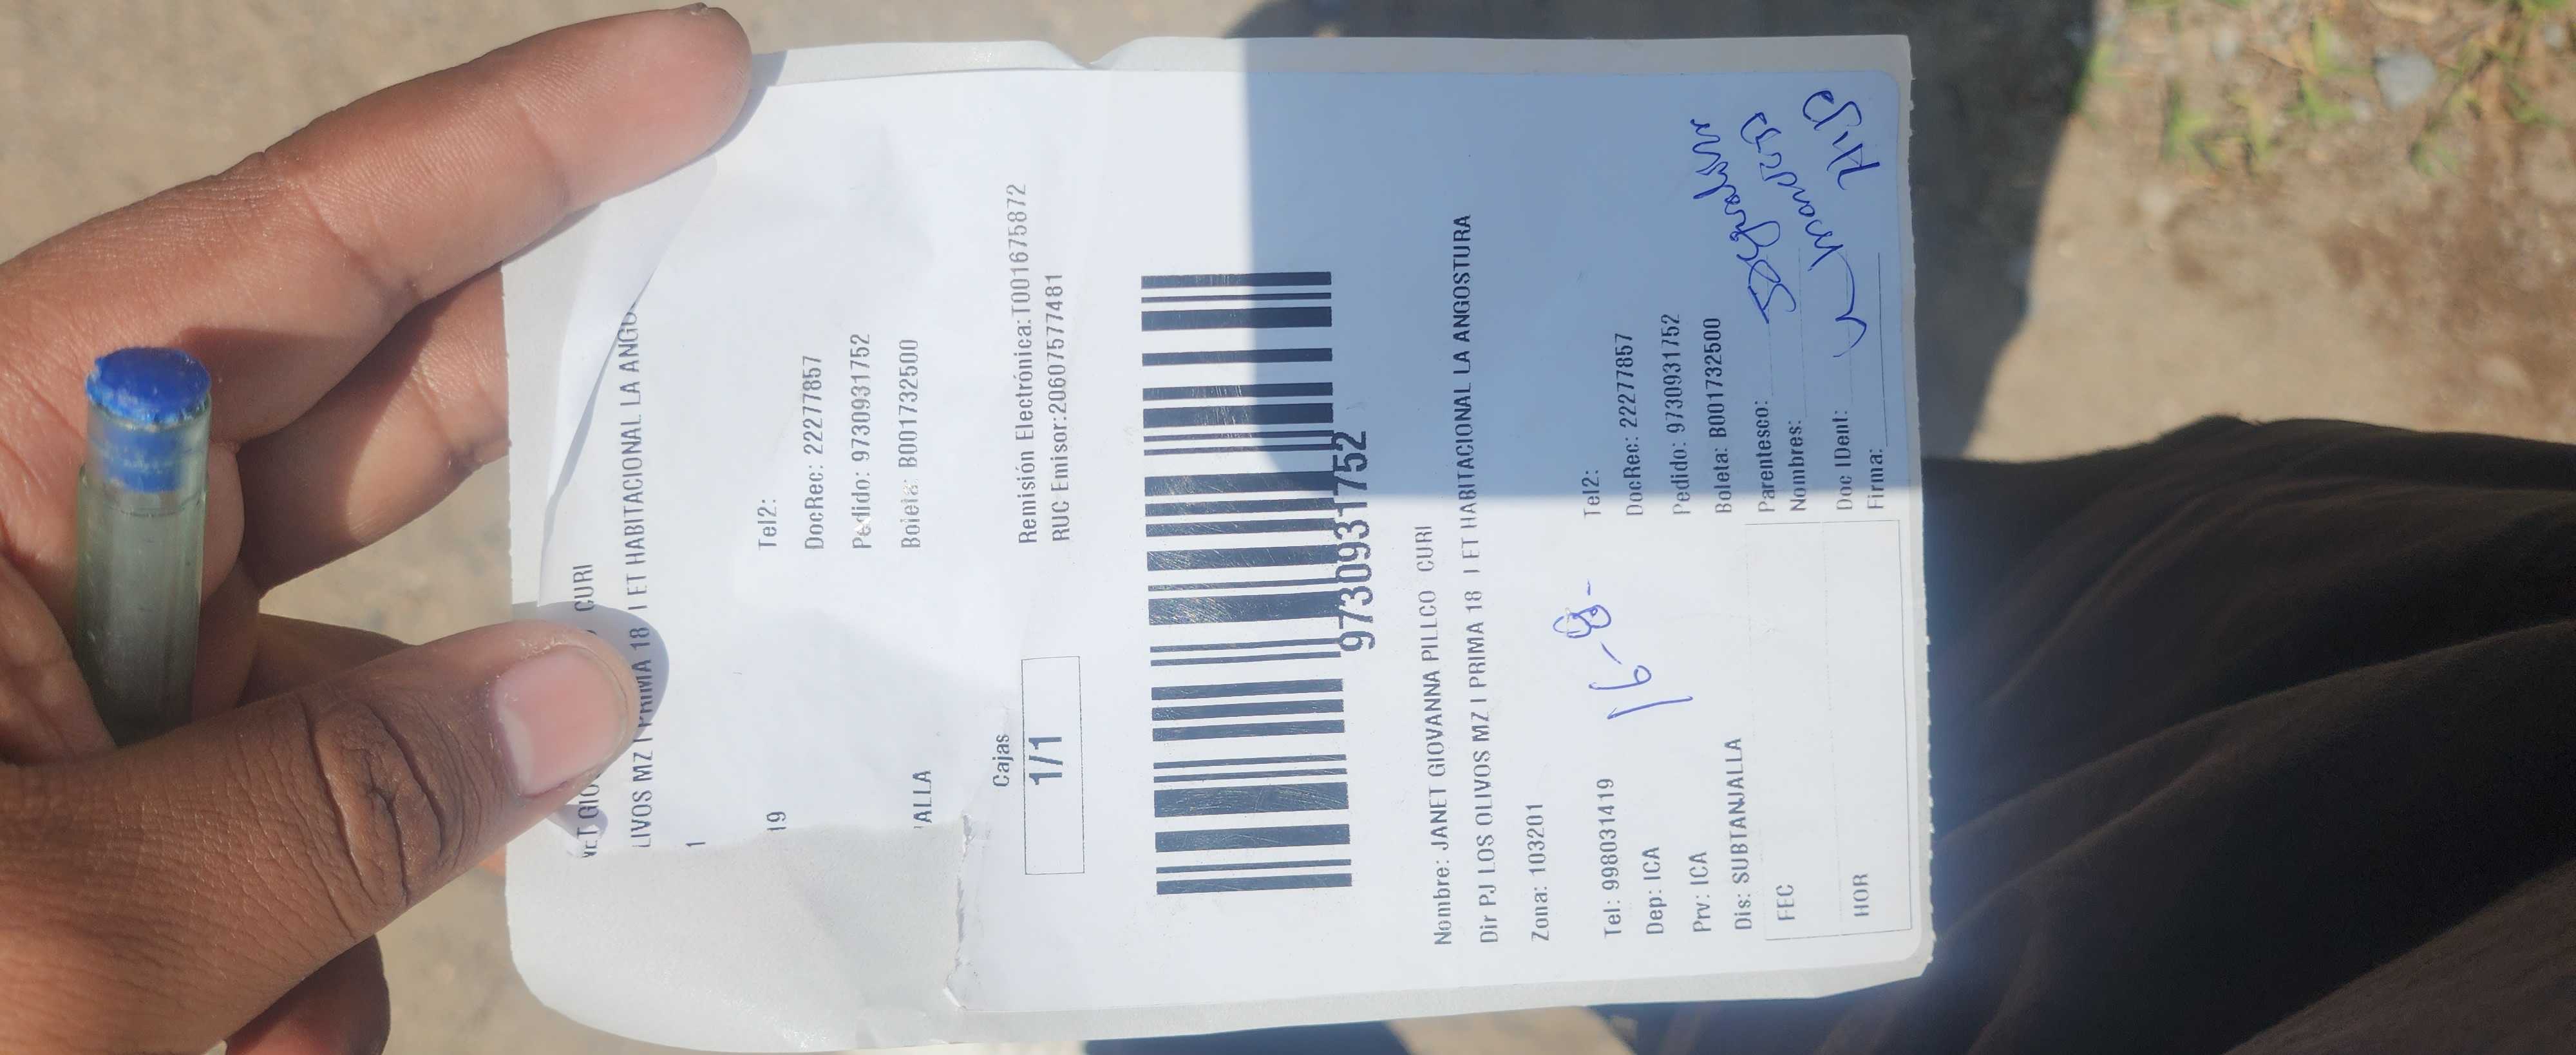 CURI
LIVOS MZ I PRIMA 18 I ET HABITACIONAL LA ANGO
1
19
Tel2:
DocRec: 22277857
Pedido: 9730931752
ALLA
Boleta: B001732500
Cajas
1/1
Remisión Electrónica:T001675872
RUC Emisor:20607577481
9730931752
Nombre: JANET GIOVANNA PILLCO CURI
Dir PJ LOS OLIVOS MZ I PRIMA 18 I ET HABITACIONAL LA ANGOSTURA
Zona: 103201
Tel: 998031419
Tel2:
Dep: ICA
DocRec: 22277857
Prv: ICA
Pedido: 9730931752
Dis: SUBTANJALLA
Boleta: B001732500
16-8-
FEC
HOR
Parentesco:
Nombres:
Doc IDent:
Firma: